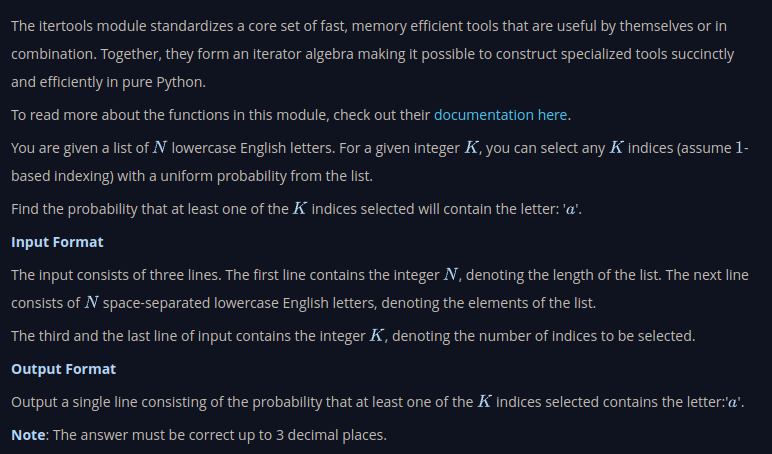 The itertools module standardizes a core set of fast, memory efficient tools that are useful by themselves or in
combination. Together, they form an iterator algebra making it possible to construct specialized tools succinctly
and efficiently in pure Python.
To read more about the functions in this module, check out their documentation here.
You are given a list of N lowercase English letters. For a given integer K, you can select any K indices (assume 1-
based indexing) with a uniform probability from the list.
Find the probability that at least one of the K indices selected will contain the letter: 'a'.
Input Format
The input consists of three lines. The first line contains the integer N, denoting the length of the list. The next line
consists of N space-separated lowercase English letters, denoting the elements of the list.
The third and the last line of input contains the integer K, denoting the number of indices to be selected.
Output Format
Output a single line consisting of the probability that at least one of the K indices selected contains the letter:'a'.
Note: The answer must be correct up to 3 decimal places.